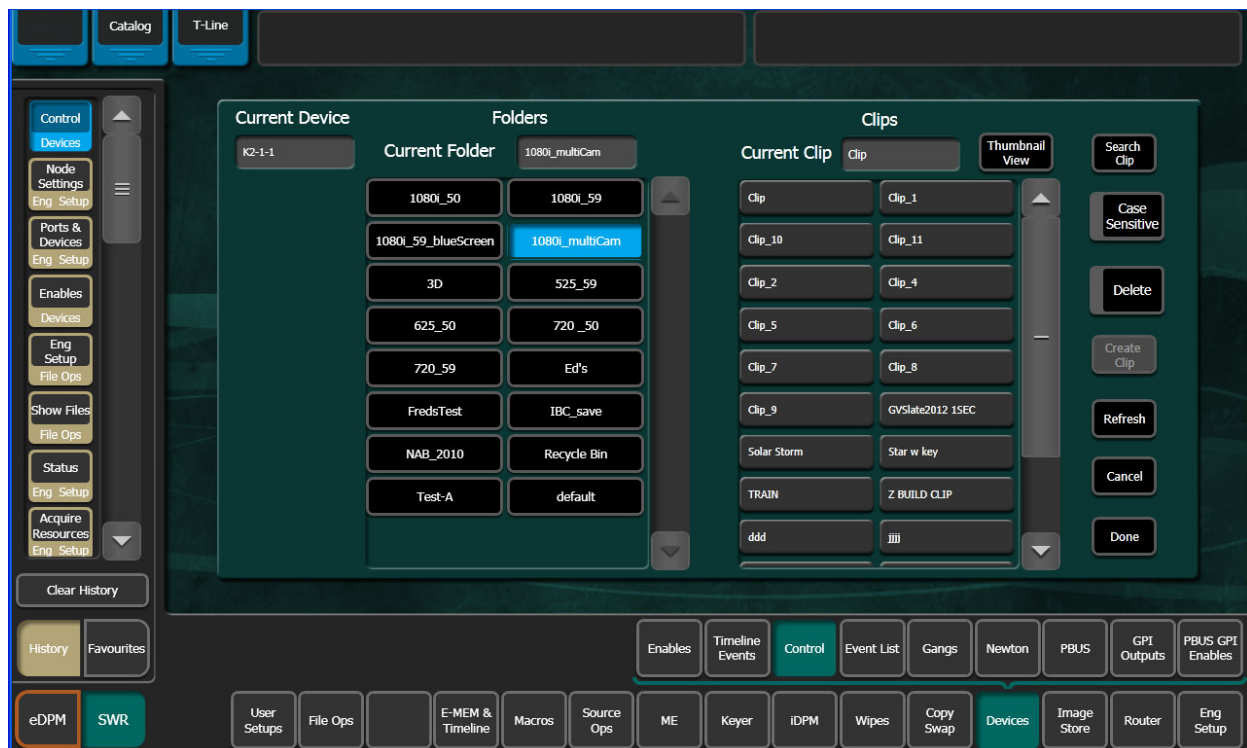 Catalog
T-Line
Control
Devices
Node
Settings
Eng Setup
Ports &
Devices
Eng Setup
Enables
Devices
Eng
Setup
File Ops
Show Files
File Ops
Status
Eng Setup
Acquire
Resources
Eng Setup
Clear History
History
Favourites
eDPM
SWR
Current Device
K2-1-1
Folders
Current Folder
1080i_multiCam
1080i_50
1080i_59
1080i_59_blueScreen
1080i_multiCam
3D
525_59
625_50
720 _50
720_59
Ed's
FredsTest
IBC_save
NAB_2010
Recycle Bin
Test-A
default
Clips
Current Clip
Clip
Thumbnail
View
Clip
Clip_1
Clip_10
Clip_11
Clip_2
Clip_4
Clip_5
Clip_6
Clip_7
Clip_8
Clip_9
GVSlate2012 1SEC
Solar Storm
Star w key
TRAIN
Z BUILD CLIP
ddd
jjjj
Search
Clip
Case
Sensitive
Delete
Create
Clip
Refresh
Cancel
Done
Enables
Timeline
Events
Control
Event List
Gangs
Newton
PBUS
GPI
Outputs
PBUS GPI
Enables
User
Setups
File Ops
E-MEM &
Timeline
Macros
Source
Ops
ME
Keyer
iDPM
Wipes
Copy
Swap
Devices
Image
Store
Router
Eng
Setup